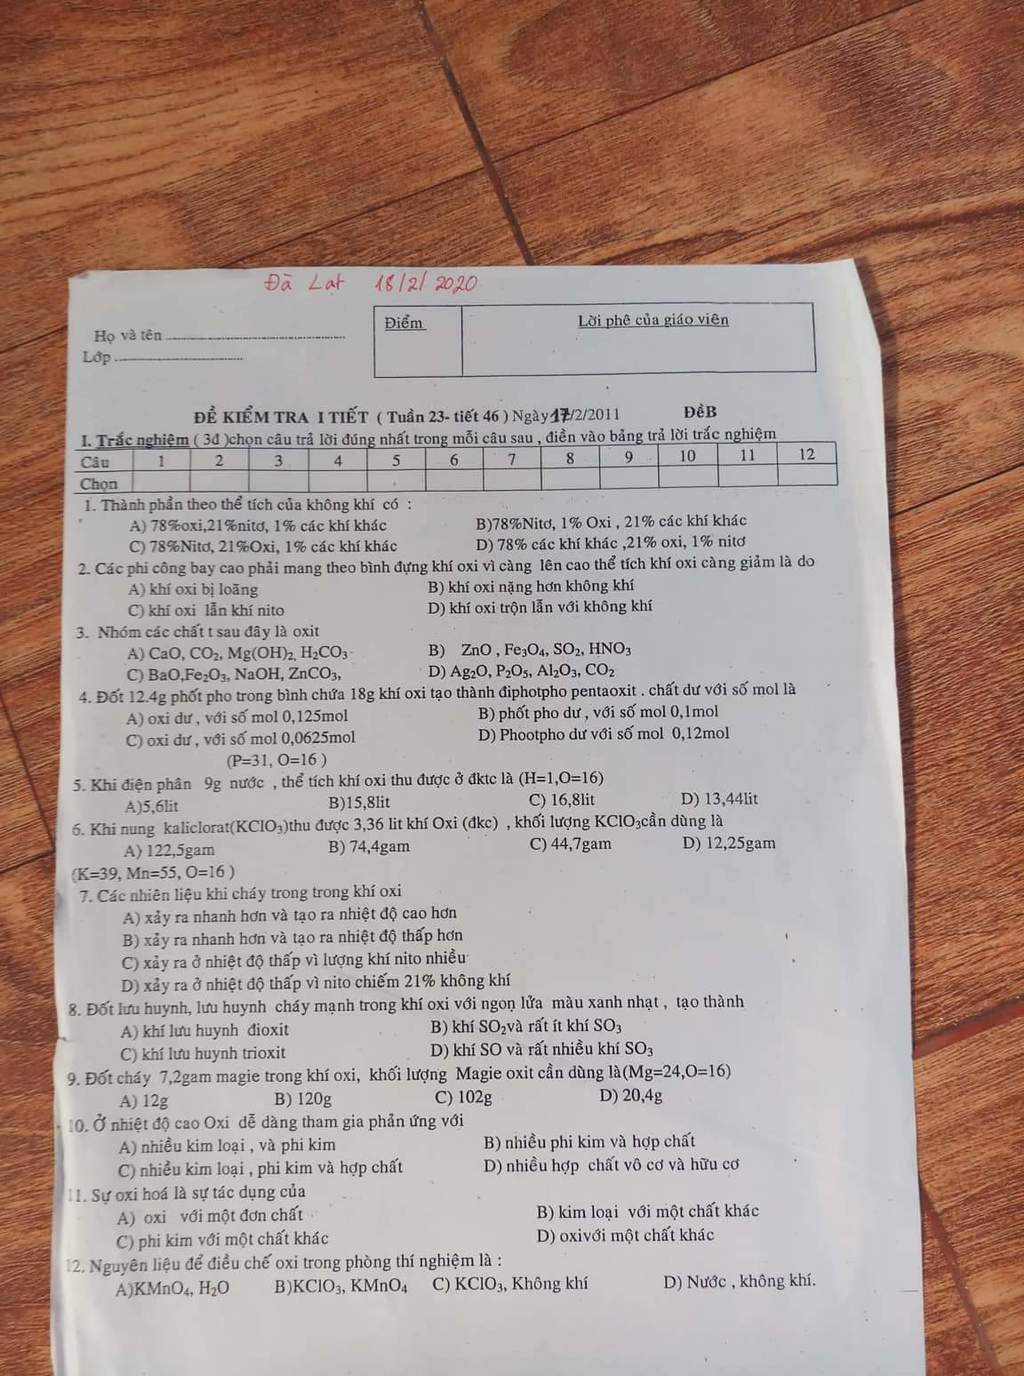 Đà Lạt 18/2/2020
Điểm
Lời phê của giáo viên
Họ và tên
Lớp
ĐỀ KIỂM TRA 1 TIẾT ( Tuần 23- tiết 46 ) Ngày 17/2/2011 ĐềB
I. Trắc nghiệm ( 3đ )chọn câu trả lời đúng nhất trong mỗi câu sau , điền vào bảng trả lời trắc nghiệm
Câu 1 2 3 4 5 6 7 8 9 10 11 12
Chọn
1. Thành phần theo thể tích của không khí có :
A) 78%oxi,21%nitơ, 1% các khí khác B)78%Nitơ, 1% Oxi , 21% các khí khác
C) 78%Nitơ, 21%Oxi, 1% các khí khác D) 78% các khí khác ,21% oxi, 1% nitơ
2. Các phi công bay cao phải mang theo bình đựng khí oxi vì càng lên cao thể tích khí oxi càng giảm là do
A) khí oxi bị loãng B) khí oxi nặng hơn không khí
C) khí oxi lẫn khí nito D) khí oxi trộn lẫn với không khí
3. Nhóm các chất t sau đây là oxit
A) CaO, CO₂, Mg(OH)₂, H₂CO₃ B) ZnO , Fe₃O₄, SO₂, HNO₃
C) BaO,Fe₂O₃, NaOH, ZnCO₃, D) Ag₂O, P₂O₅, Al₂O₃, CO₂
4. Đốt 12.4g phốt pho trong bình chứa 18g khí oxi tạo thành điphotpho pentaoxit . chất dư với số mol là
A) oxi dư , với số mol 0,125mol B) phốt pho dư , với số mol 0,1mol
C) oxi dư , với số mol 0,0625mol D) Phootpho dư với số mol 0,12mol
(P=31, O=16 )
5. Khi điện phân 9g nước , thể tích khí oxi thu được ở đktc là (H=1,O=16)
A)5,6lit B)15,8lit C) 16,8lit D) 13,44lit
6. Khi nung kaliclorat(KClO₃)thu được 3,36 lit khí Oxi (đkc) , khối lượng KClO₃cần dùng là
A) 122,5gam B) 74,4gam C) 44,7gam D) 12,25gam
(K=39, Mn=55, O=16 )
7. Các nhiên liệu khi cháy trong trong khí oxi
A) xảy ra nhanh hơn và tạo ra nhiệt độ cao hơn
B) xảy ra nhanh hơn và tạo ra nhiệt độ thấp hơn
C) xảy ra ở nhiệt độ thấp vì lượng khí nito nhiều
D) xảy ra ở nhiệt độ thấp vì nito chiếm 21% không khí
8. Đốt lưu huynh, lưu huynh cháy mạnh trong khí oxi với ngọn lửa màu xanh nhạt , tạo thành
A) khí lưu huynh đioxit B) khí SO₂và rất ít khí SO₃
C) khí lưu huynh trioxit D) khí SO và rất nhiều khí SO₃
9. Đốt cháy 7,2gam magie trong khí oxi, khối lượng Magie oxit cần dùng là(Mg=24,O=16)
A) 12g B) 120g C) 102g D) 20,4g
10. Ở nhiệt độ cao Oxi dễ dàng tham gia phản ứng với
A) nhiều kim loại , và phi kim B) nhiều phi kim và hợp chất
C) nhiều kim loại , phi kim và hợp chất D) nhiều hợp chất vô cơ và hữu cơ
11. Sự oxi hoá là sự tác dụng của
A) oxi với một đơn chất B) kim loại với một chất khác
C) phi kim với một chất khác D) oxivới một chất khác
12. Nguyên liệu để điều chế oxi trong phòng thí nghiệm là :
A)KMnO₄, H₂O B)KClO₃, KMnO₄ C) KClO₃, Không khí D) Nước , không khí.